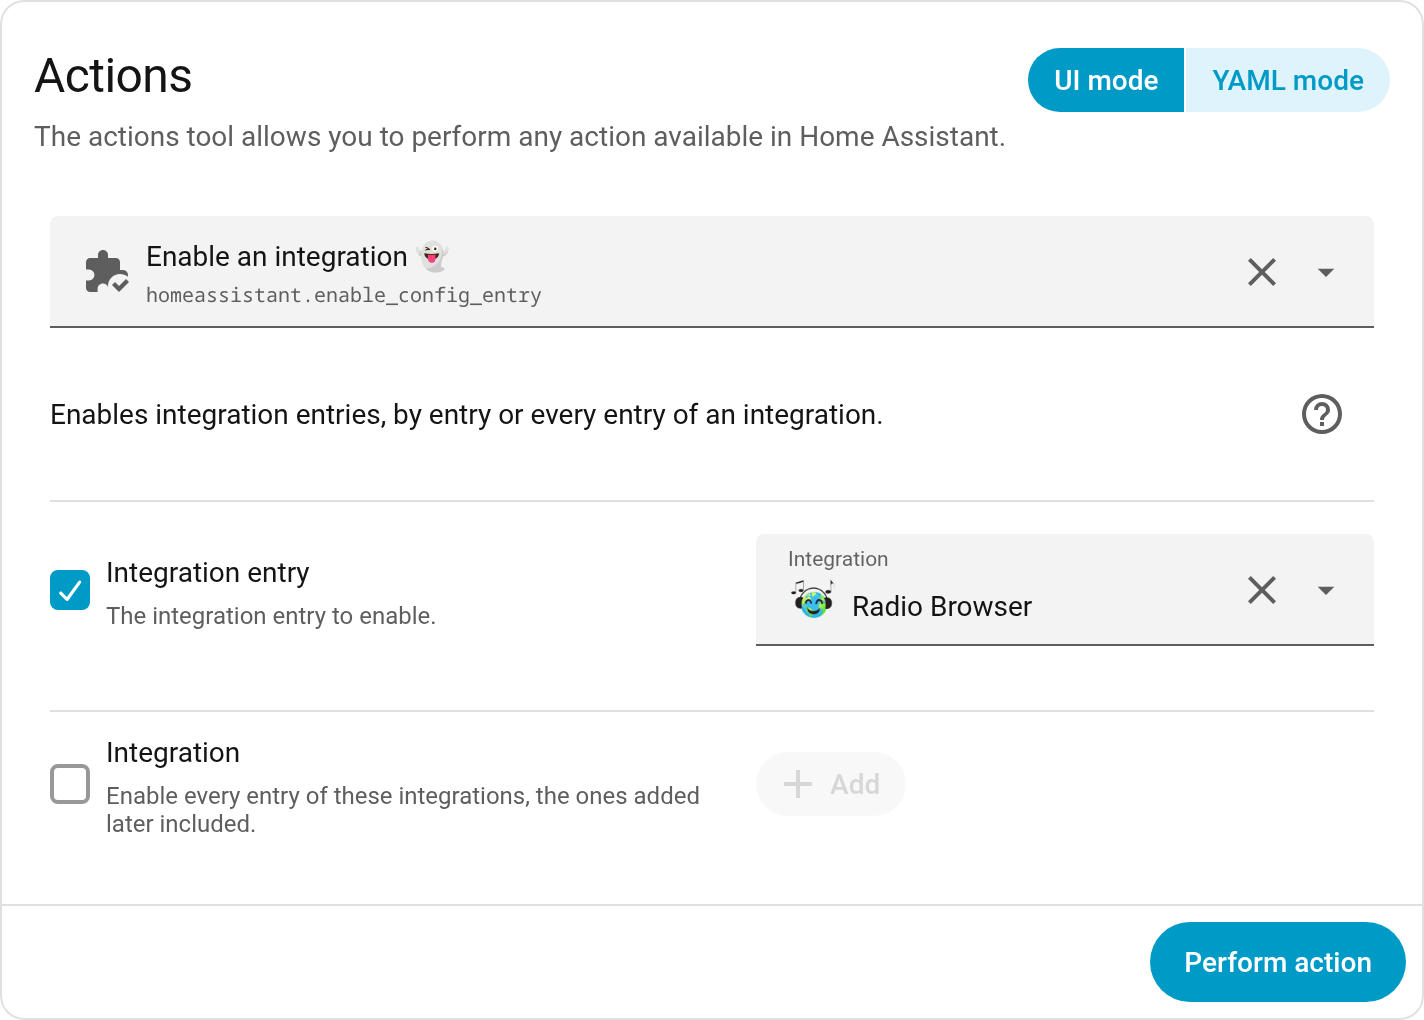 Actions
UI mode
YAML mode
The actions tool allows you to perform any action available in Home Assistant.
Enable an integration 👻
homeassistant.enable_config_entry
Enables integration entries, by entry or every entry of an integration.
Integration entry
The integration entry to enable.
Integration
Radio Browser
Integration
Enable every entry of these integrations, the ones added
later included.
Add
Perform action